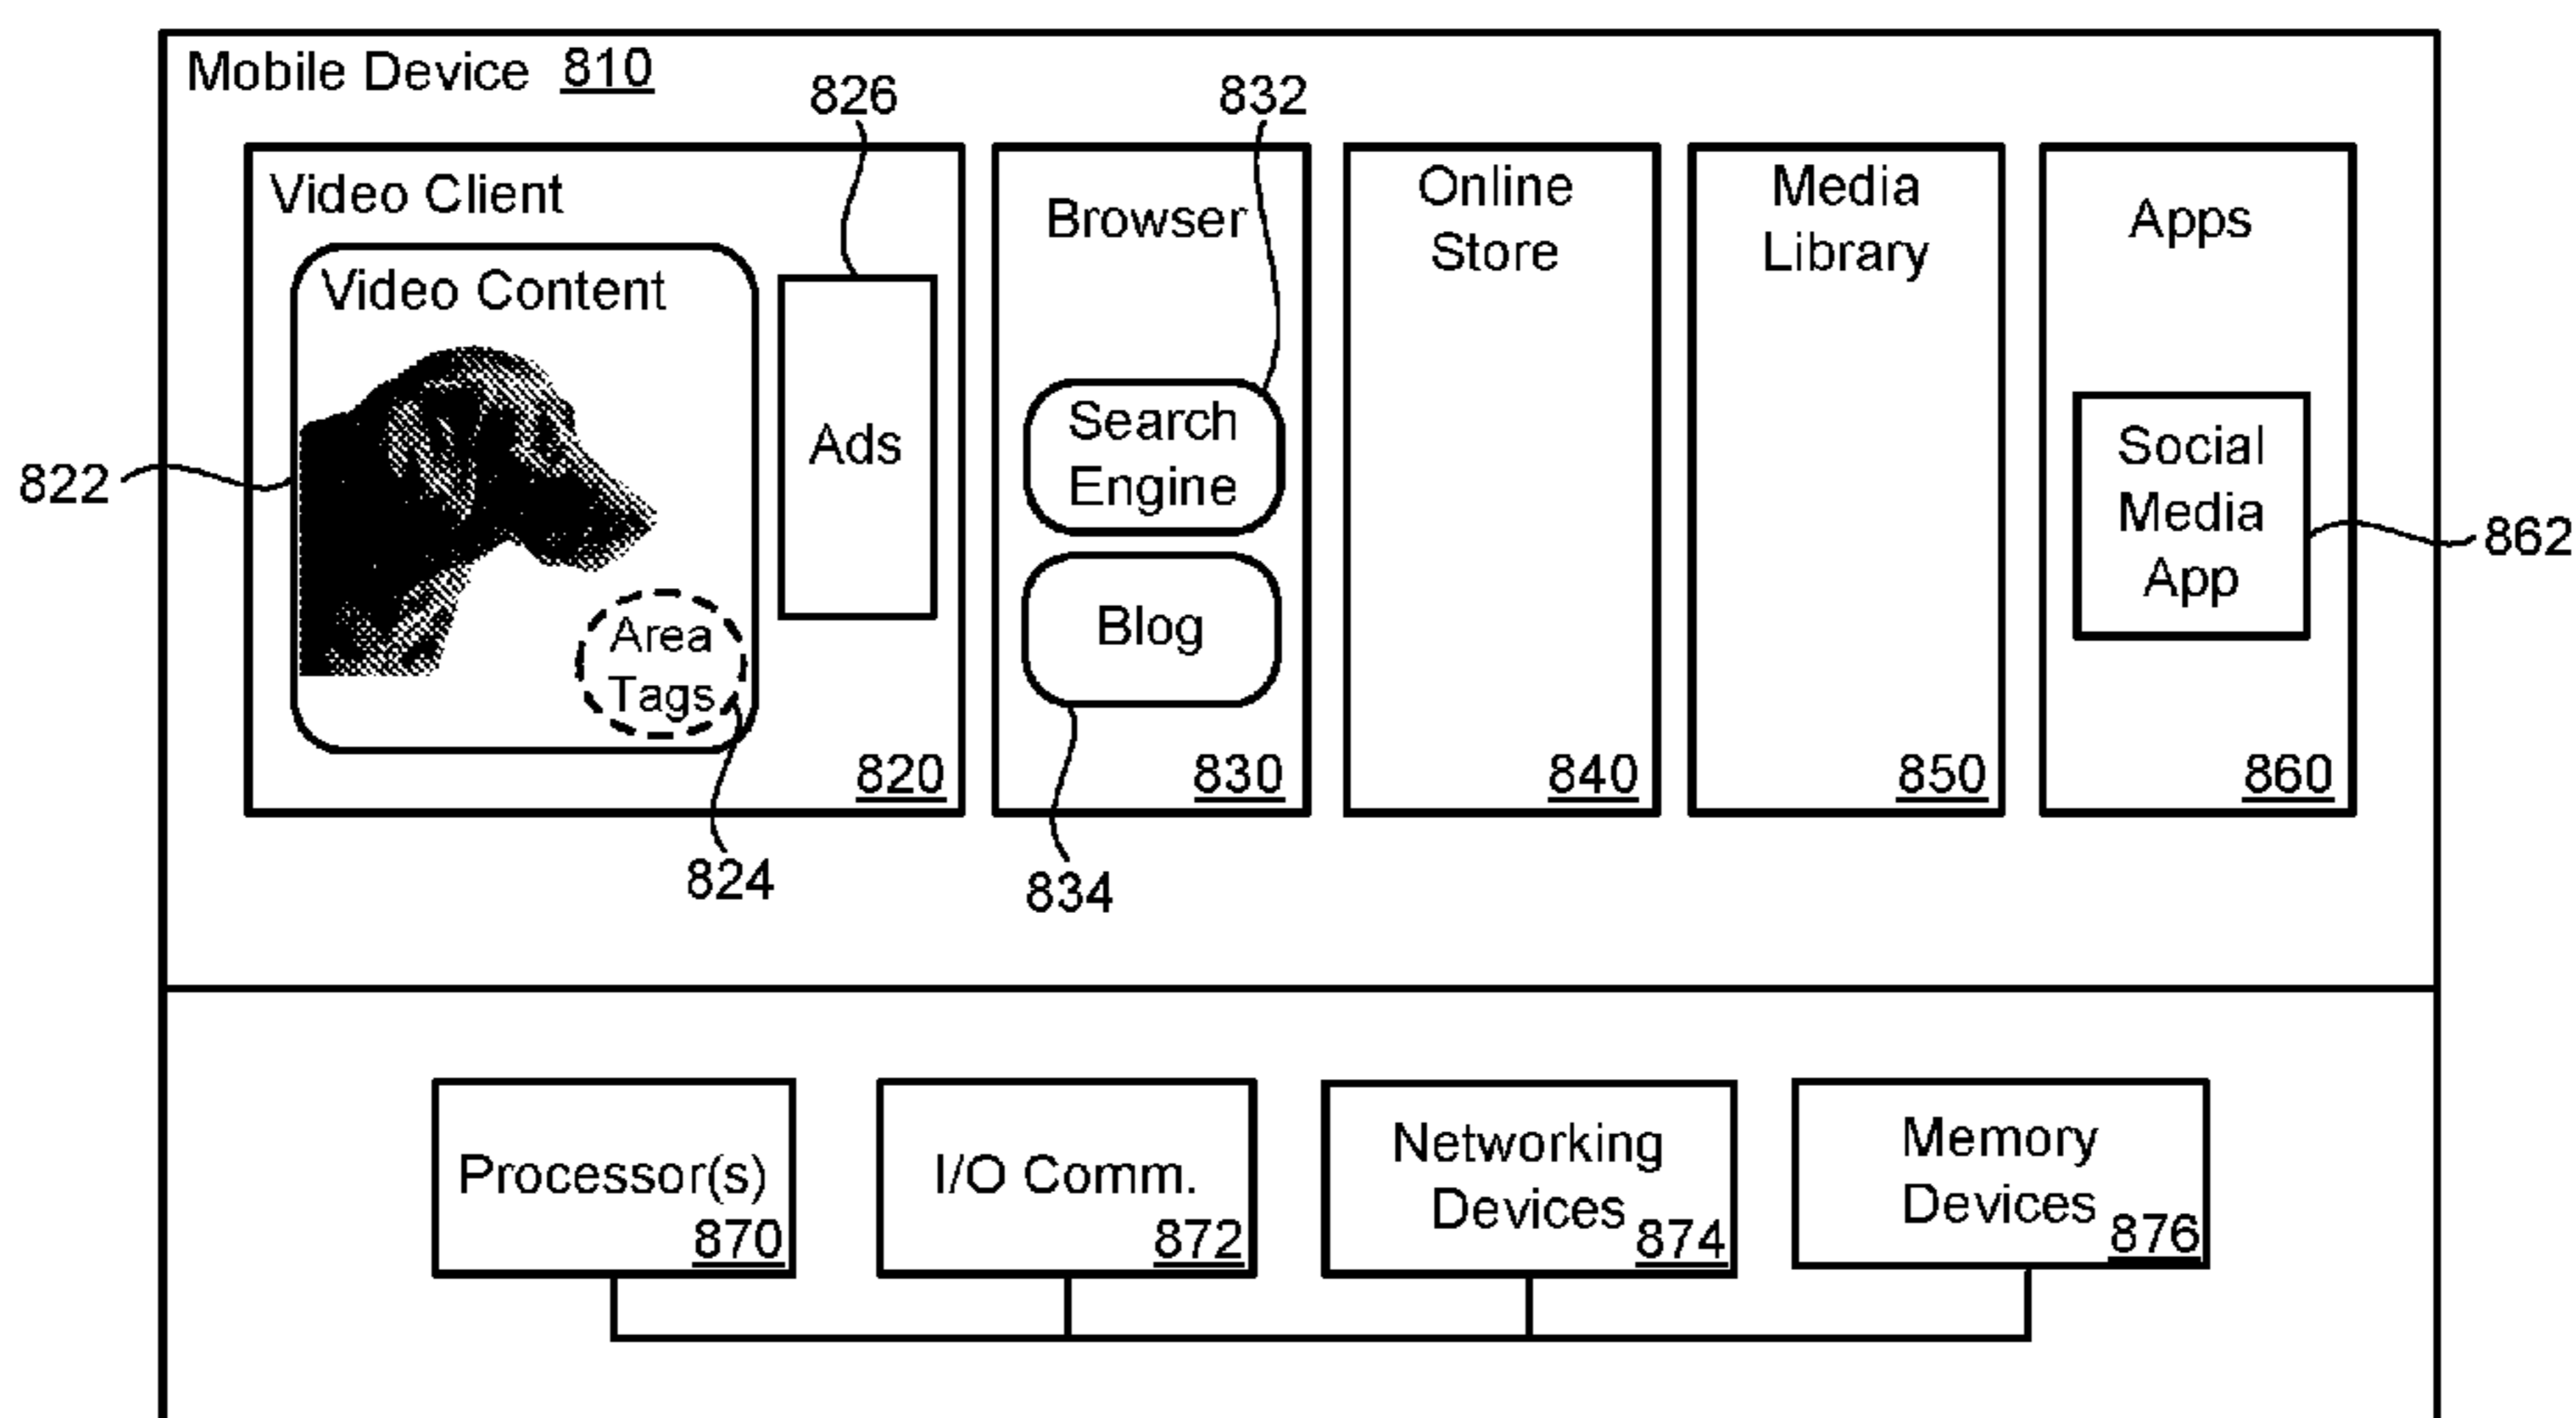 Mobile Device 810
826
832
Video Client
Video Content
Ads
Area
Tags
820
822
824
Browser
Search
Engine
Blog
830
834
Online
Store
840
Media
Library
850
Apps
Social
Media
App
860
862
Processor(s)
870
I/O Comm.
872
Networking
Devices 874
Memory
Devices 876